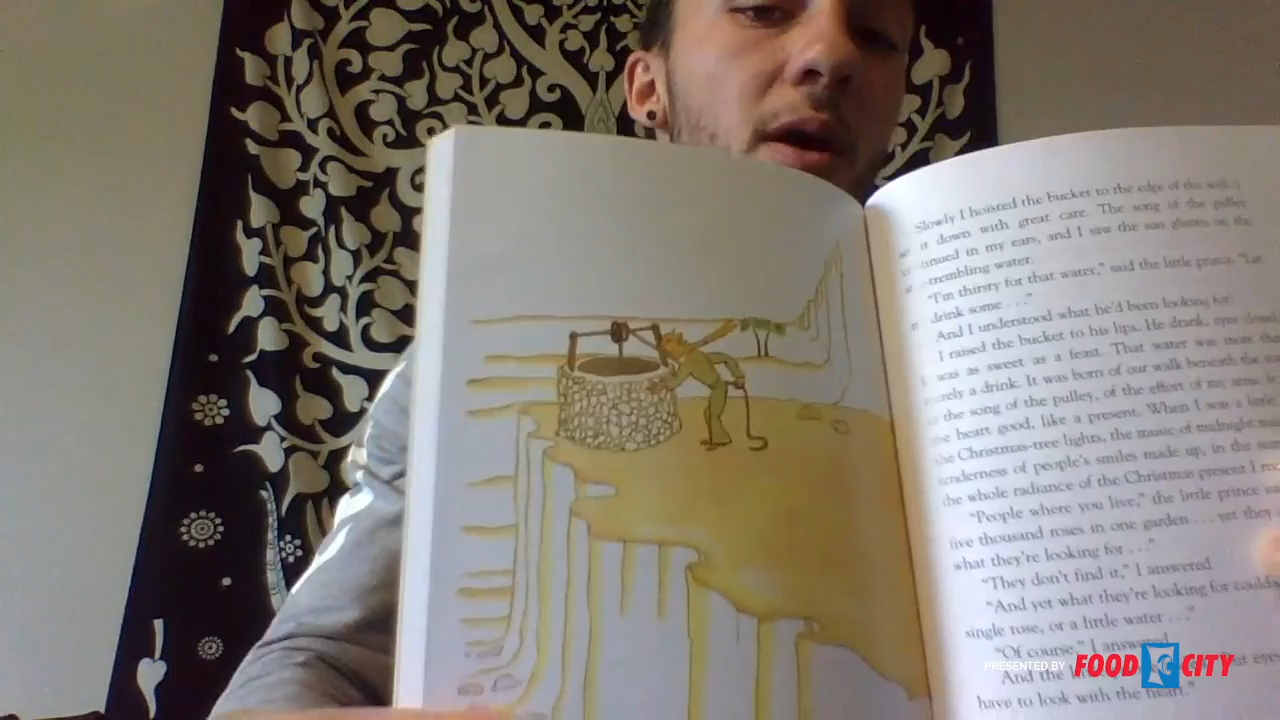 Slowly I hoisted the bucket to the edge of the well. I
it down with great care. The song of the pulley
tinued in my ears, and I saw the sun glisten on the
trembling water.
"I'm thirsty for that water," said the little prince. "Let
drink some . . ."
And I understood what he'd been looking for!
I raised the bucket to his lips. He drank, eyes closed
was as sweet as a feast. That water was more than
merely a drink. It was born of our walk beneath the
the song of the pulley, of the effort of my arms. It
the heart good, like a present. When I was a little
the Christmas-tree lights, the music of midnight
tenderness of people's smiles made up, in the same
the whole radiance of the Christmas present I
"People where you live," the little prince
five thousand roses in one garden . . . yet they
what they're looking for . . ."
"They don't find it," I answered
"And yet what they're looking for could
single rose, or a little water . . ."
"Of course," I answered
And the
But eyes
have to look with the heart."
PRESENTED BY FOOD CITY